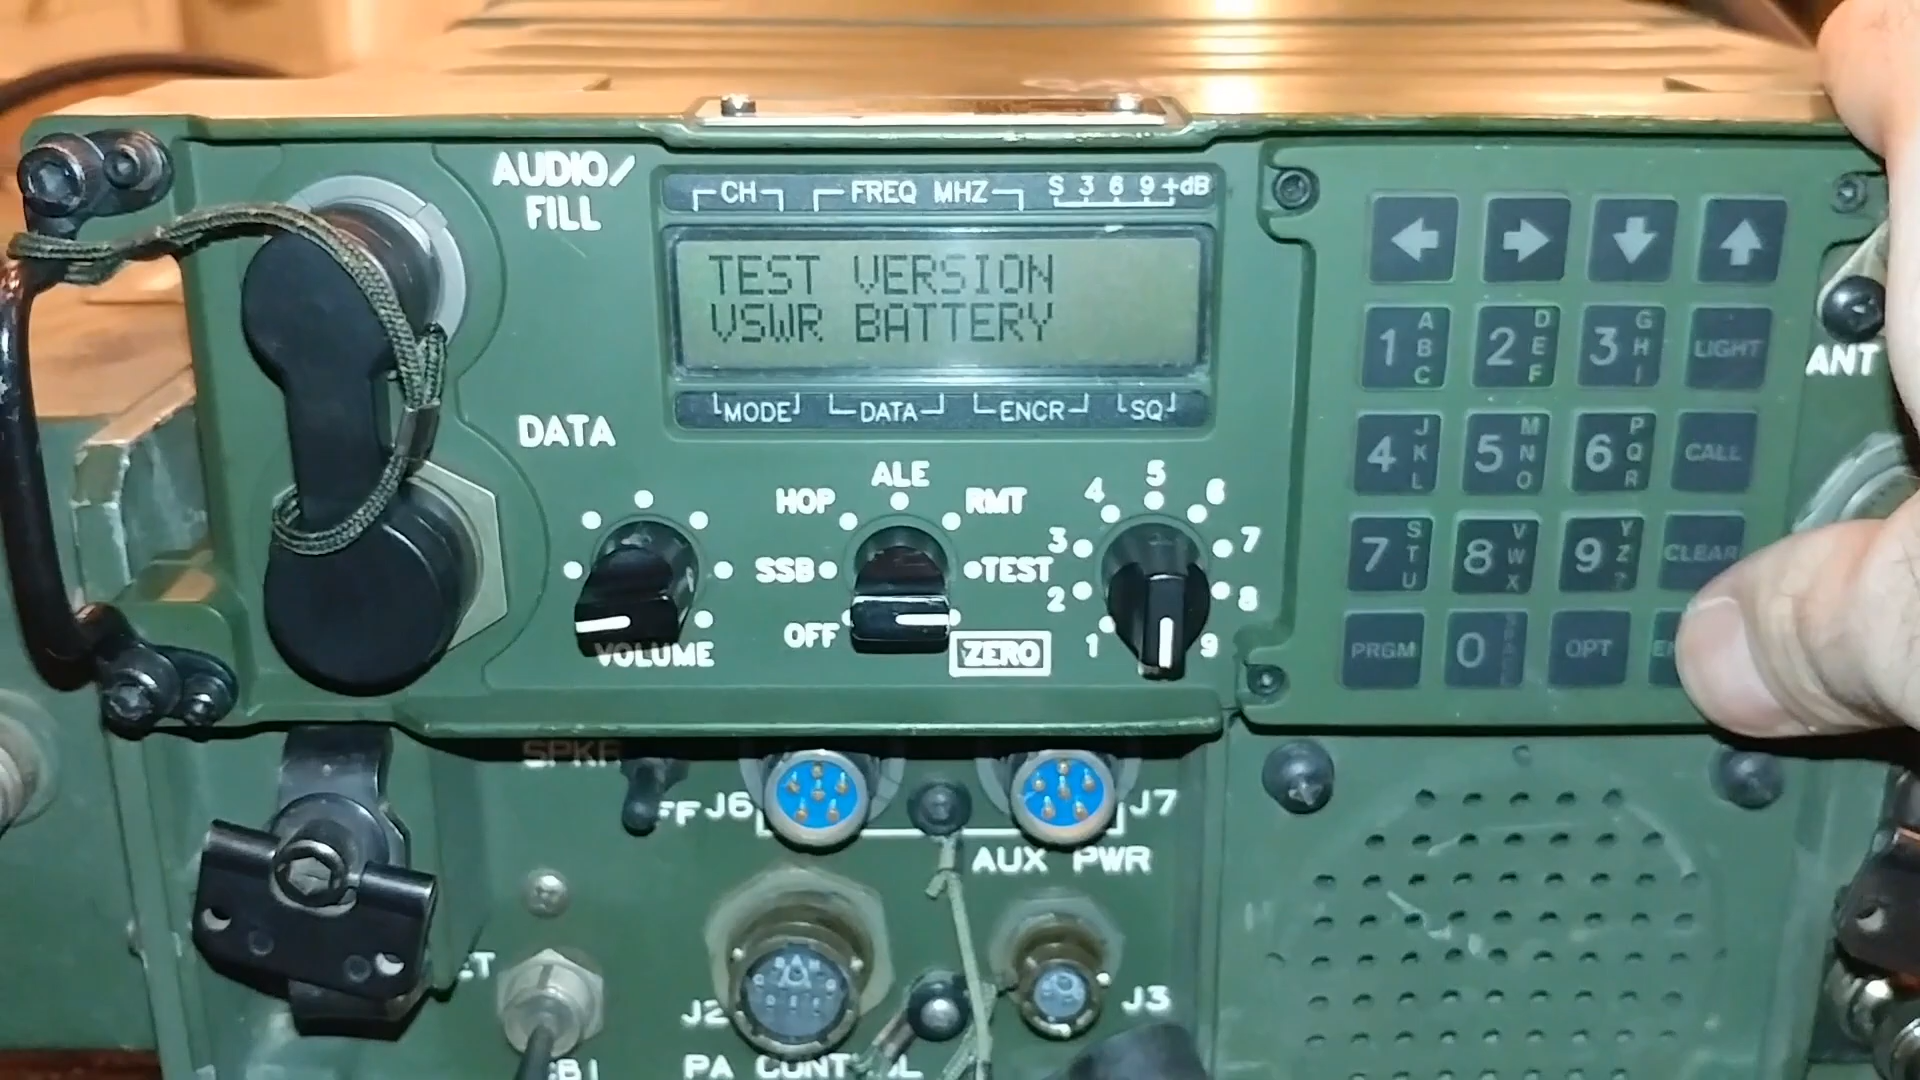 AUDIO/
FILL
CH
FREQ MHZ
S 3 6 9 +dB
TEST VERSION
VSWR BATTERY
MODE
DATA
ENCR
SQ
DATA
VOLUME
OFF
SSB
HOP
ALE
RMT
TEST
ZERO
1
2
3
4
5
6
7
8
9
1 ABC
2 DEF
3 GHI
LIGHT
4 JKL
5 MNO
6 PQR
CALL
7 STU
8 VWX
9 YZ?
CLEAR
PRGM
0
OPT
ANT
SPKR
J6
J7
AUX PWR
J2
J3